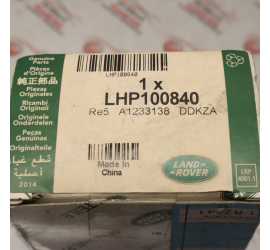 Genuine
Parts
Pièces
d'Origine
純正部品
Piezas
Originales
Ricambi
Originali
Originele
Onderdelen
Peças
Genuínas
Originalteile
قطع غيار
أصلية
2014
LHP100840
1 x
LHP100840
Re5 A1233138 DDKZA
Made in
China
LAND
ROVER